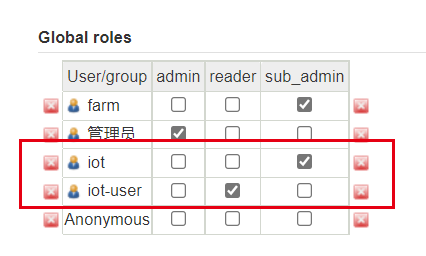 Global roles
User/group admin reader sub_admin
farm
管理员
iot
iot-user
Anonymous